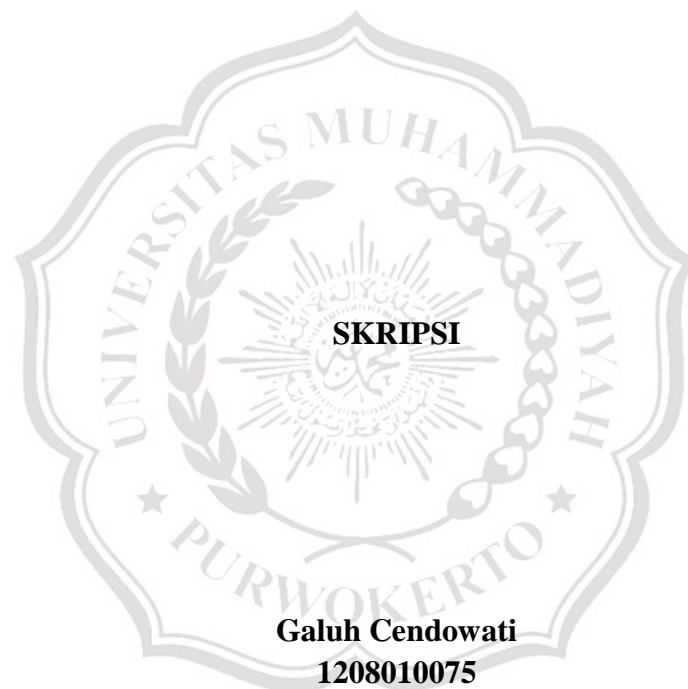 UNIVERSITAS MUHAMMADIYAH
SKRIPSI
PURWOKERTO
Galuh Cendowati
1208010075